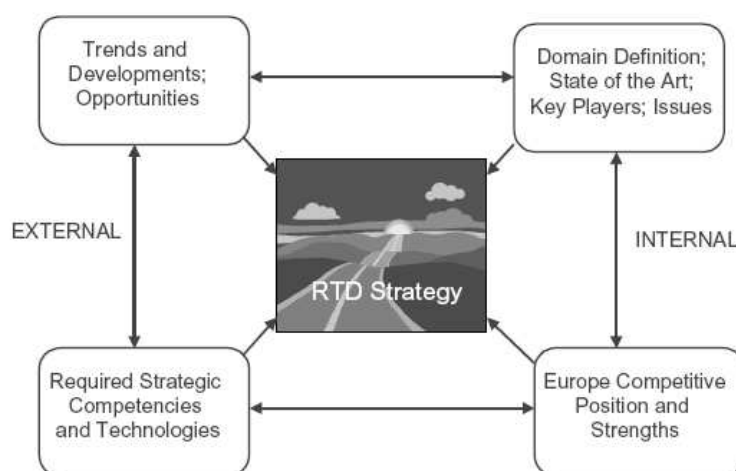 Trends and
Developments;
Opportunities
Domain Definition;
State of the Art;
Key Players; Issues
EXTERNAL
INTERNAL
RTD Strategy
Required Strategic
Competencies
and Technologies
Europe Competitive
Position and
Strengths